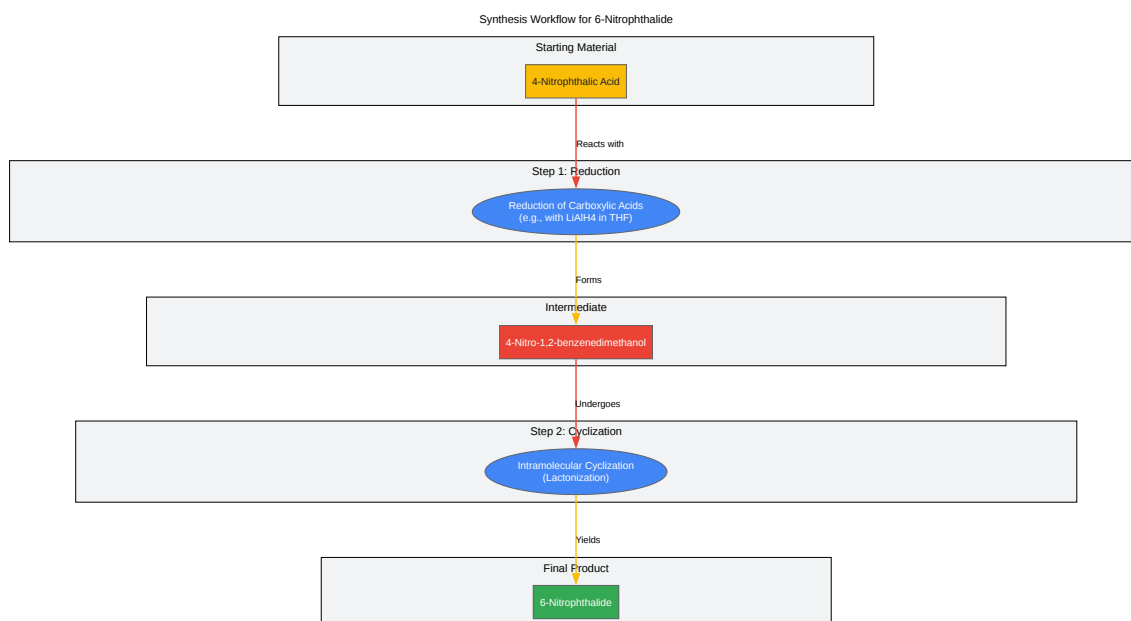 Synthesis Workflow for 6-Nitrophthalide
Starting Material
4-Nitrophthalic Acid
Reacts with
Step 1: Reduction
Reduction of Carboxylic Acids
(e.g., with LiAlH4 in THF)
Forms
Intermediate
4-Nitro-1,2-benzenedimethanol
Undergoes
Step 2: Cyclization
Intramolecular Cyclization
(Lactonization)
Yields
Final Product
6-Nitrophthalide